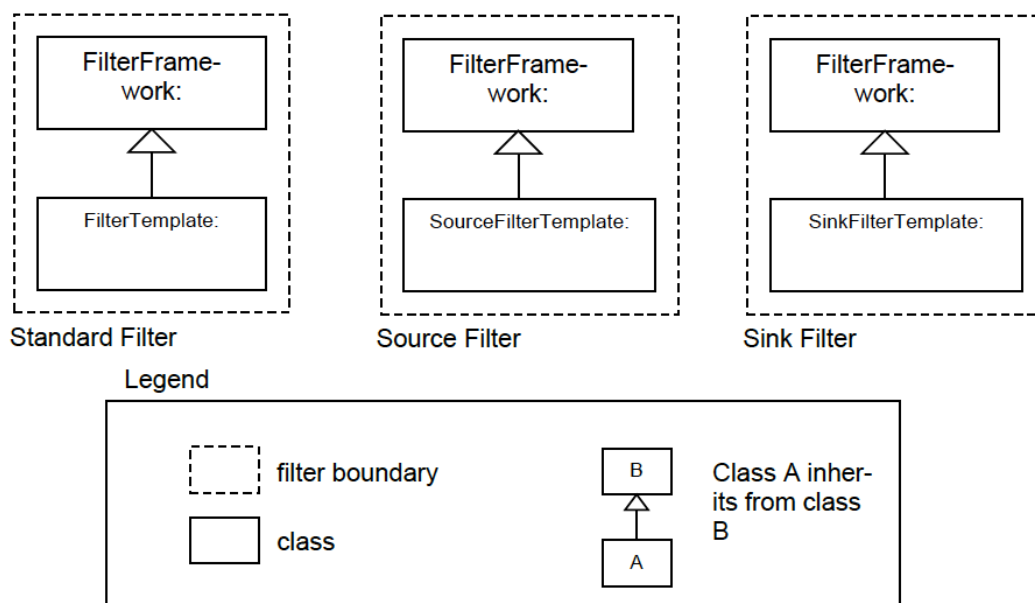 FilterFrame-
work:
FilterTemplate:
Standard Filter
FilterFrame-
work:
SourceFilterTemplate:
Source Filter
FilterFrame-
work:
SinkFilterTemplate:
Sink Filter
Legend
filter boundary
class
B
A
Class A inher-
its from class
B